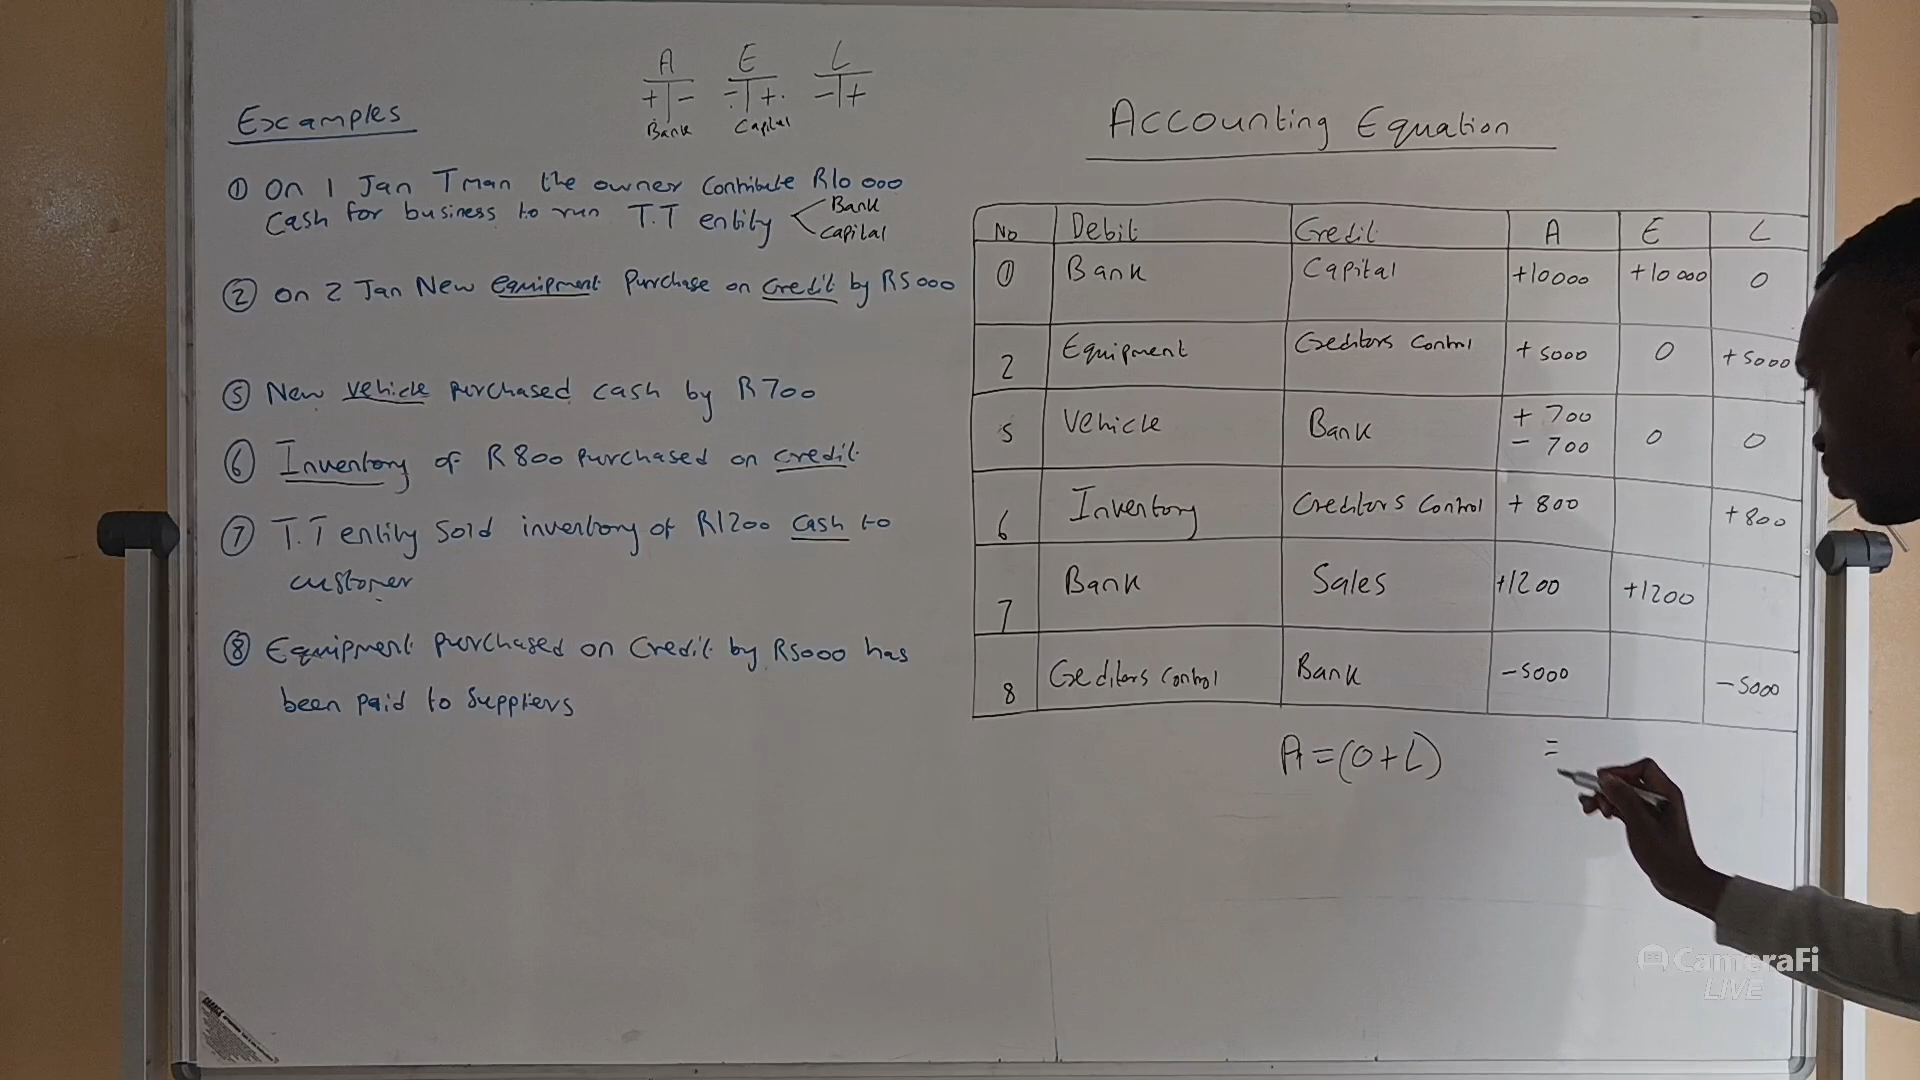 A E L
+ - - + - +
Bank Capital
Examples
① On 1 Jan Tman the owner contribute R10 000
cash for business to run T.T entity
Bank
Capital
② on 2 Jan New equipment purchase on credit by R5000
⑤ New vehicle purchased cash by R700
⑥ Inventory of R800 purchased on credit
⑦ T.T entity sold inventory of R1200 cash to
customer
⑧ Equipment purchased on Credit by R5000 has
been paid to suppliers
Accounting Equation
No Debit Credit A E L
① Bank Capital +10000 +10 000 0
2 Equipment Creditors Control +5000 0 +5000
5 Vehicle Bank + 700 - 700 0 0
6 Inventory Creditors Control +800 +800
7 Bank Sales +1200 +1200
8 Creditors Control Bank -5000 -5000
A=(O+L) =
CameraFi
LIVE